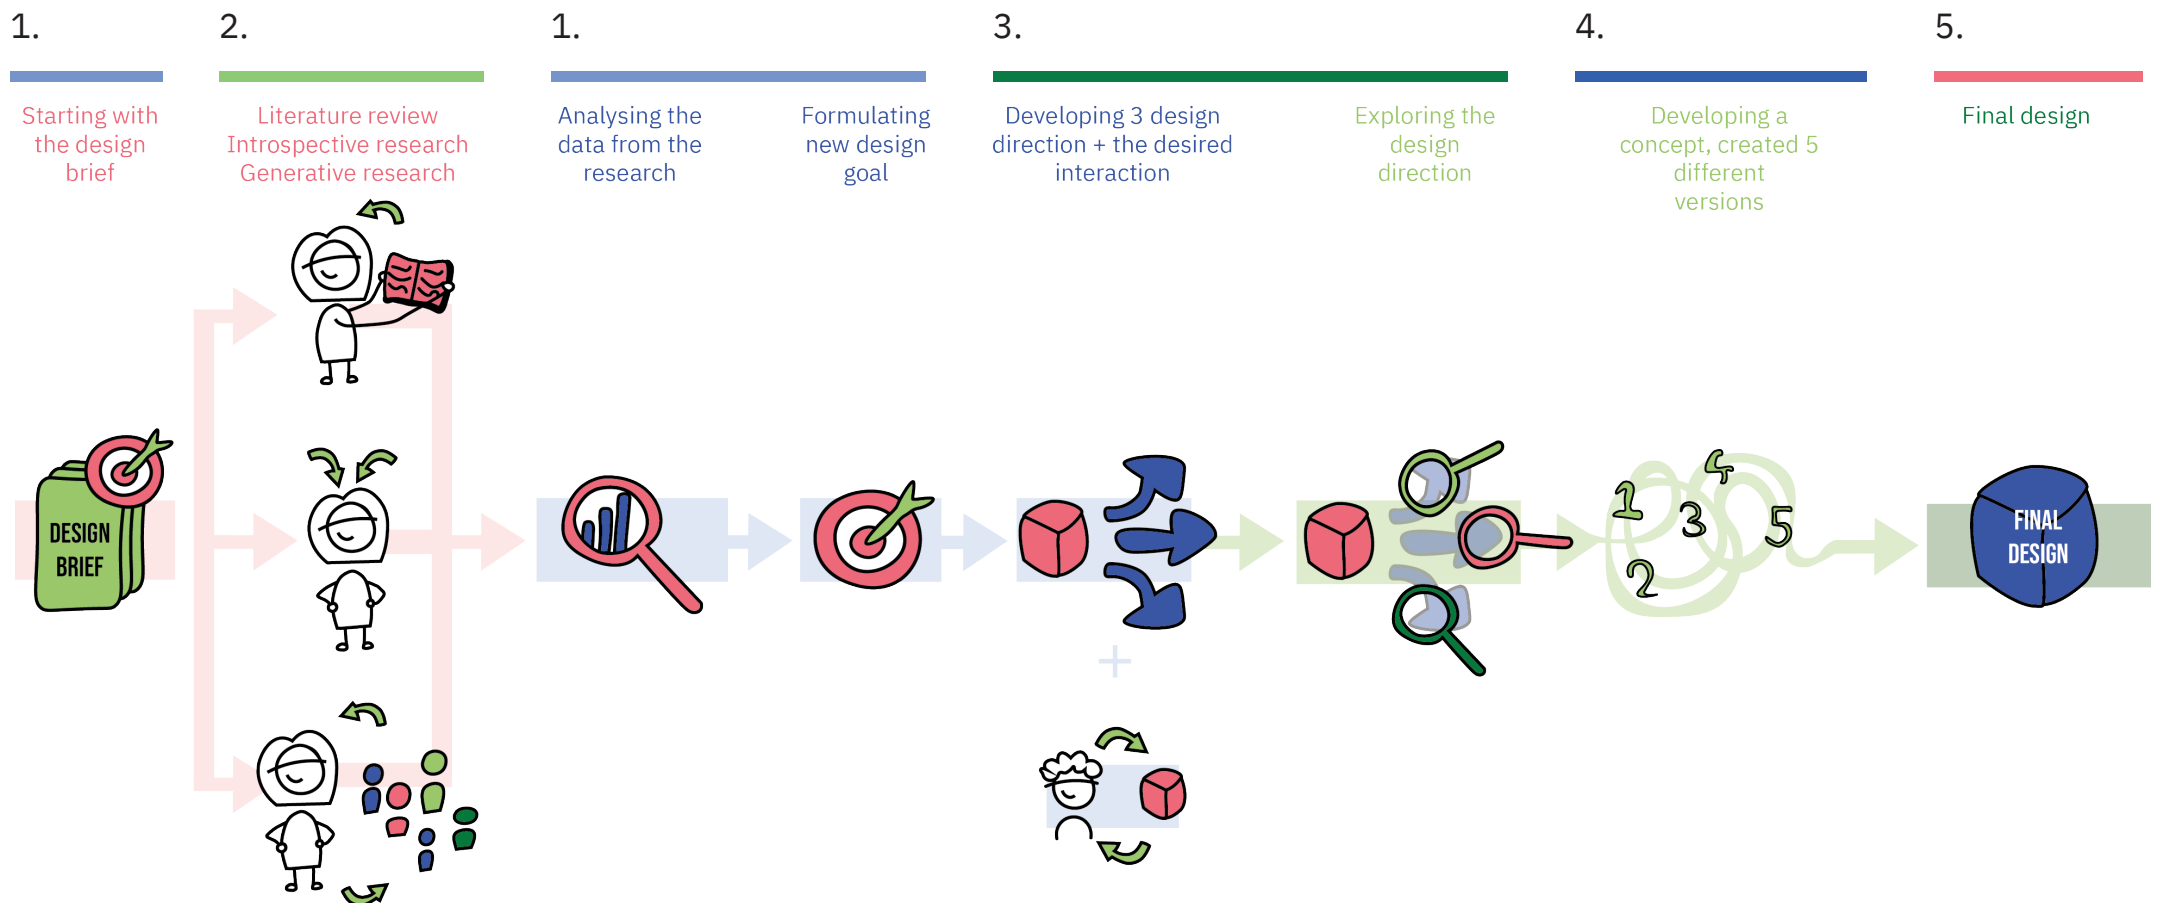 1.
2.
1.
3.
4.
5.
Starting with
the design
brief
Literature review
Introspective research
Generative research
Analysing the
data from the
research
Formulating
new design
goal
Developing 3 design
direction + the desired
interaction
Exploring the
design
direction
Developing a
concept, created 5
different
versions
Final design
DESIGN
BRIEF
1
2
3
4
5
+
FINAL
DESIGN